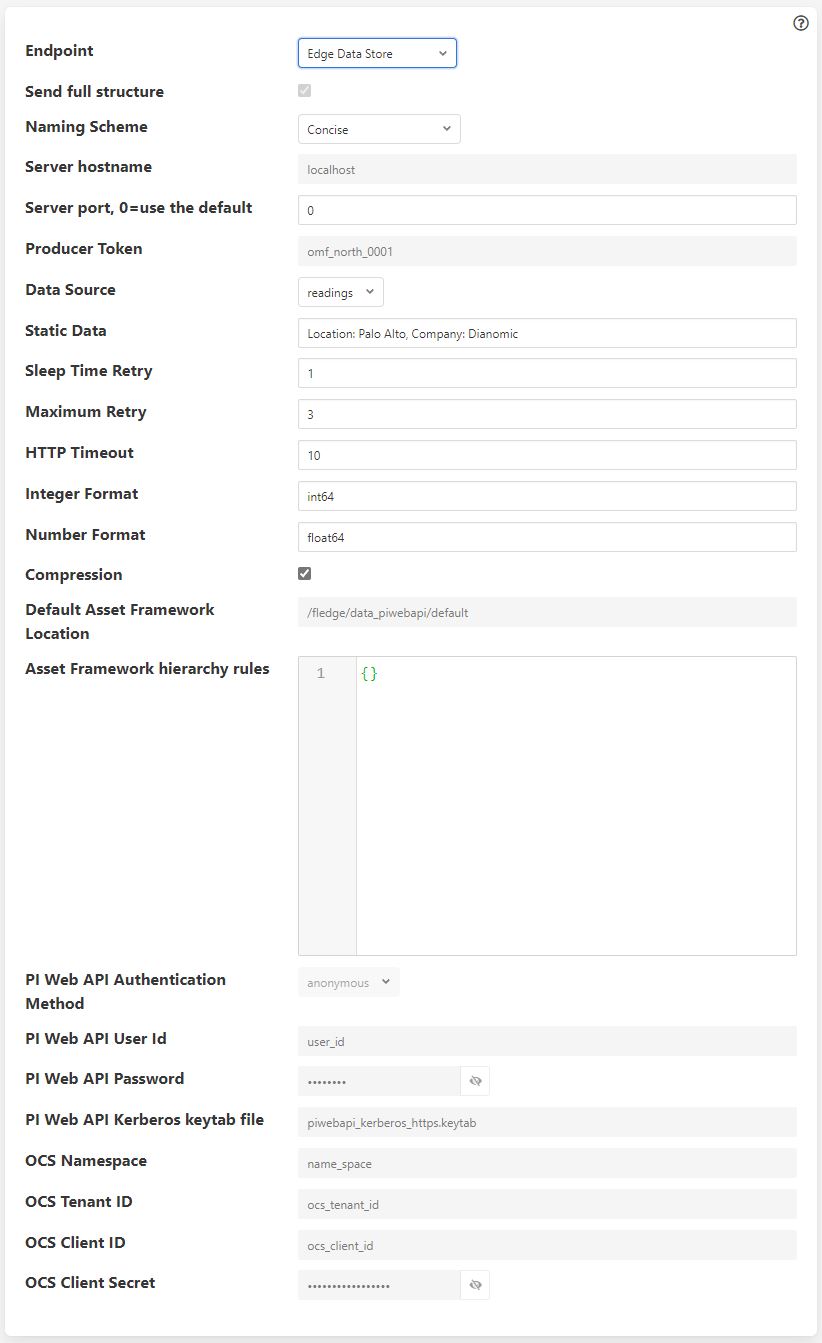 Endpoint
Edge Data Store
Send full structure
Naming Scheme
Concise
Server hostname
localhost
Server port, 0=use the default
0
Producer Token
omf_north_0001
Data Source
readings
Static Data
Location: Palo Alto, Company: Dianomic
Sleep Time Retry
1
Maximum Retry
3
HTTP Timeout
10
Integer Format
int64
Number Format
float64
Compression
Default Asset Framework
Location
/fledge/data_piwebapi/default
Asset Framework hierarchy rules
1 {}
PI Web API Authentication
Method
anonymous
PI Web API User Id
user_id
PI Web API Password
••••••••
PI Web API Kerberos keytab file
piwebapi_kerberos_https.keytab
OCS Namespace
name_space
OCS Tenant ID
ocs_tenant_id
OCS Client ID
ocs_client_id
OCS Client Secret
•••••••••••••••••